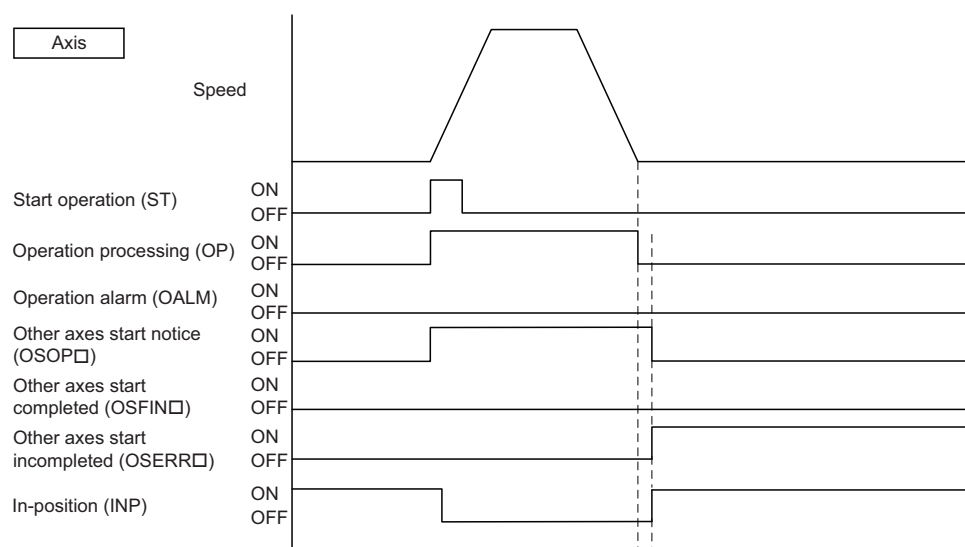 Axis
Speed
Start operation (ST)
ON
OFF
Operation processing (OP)
ON
OFF
Operation alarm (OALM)
ON
OFF
Other axes start notice
(OSOP□)
ON
OFF
Other axes start
completed (OSFIN□)
ON
OFF
Other axes start
incompleted (OSERR□)
ON
OFF
In-position (INP)
ON
OFF